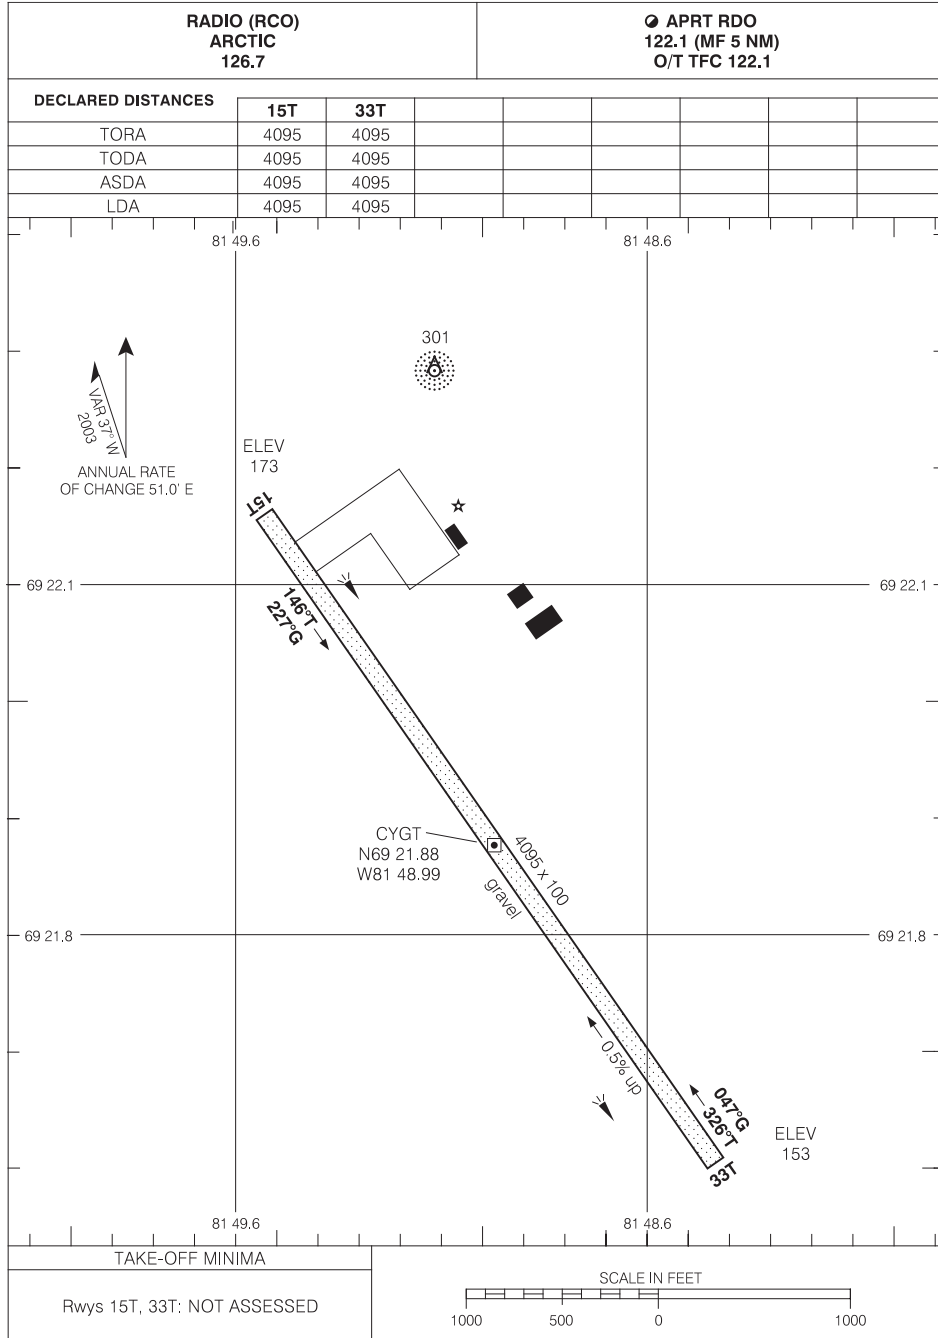 RADIO (RCO)
ARCTIC
126.7
APRT RDO
122.1 (MF 5 NM)
O/T TFC 122.1
DECLARED DISTANCES 15T 33T
TORA 4095 4095
TODA 4095 4095
ASDA 4095 4095
LDA 4095 4095
81 49.6 81 48.6
301
VAR 37° W
2003
ANNUAL RATE
OF CHANGE 51.0' E
ELEV
173
15T
69 22.1 69 22.1
146°T
227°G
CYGT
N69 21.88
W81 48.99
4095 x 100
gravel
69 21.8 69 21.8
0.5% up
047°G
326°T
ELEV
153
33T
81 49.6 81 48.6
TAKE-OFF MINIMA
Rwys 15T, 33T: NOT ASSESSED
SCALE IN FEET
1000 500 0 1000